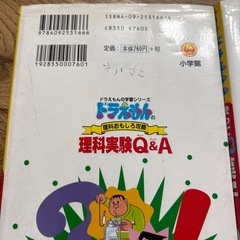 ISBN4-09-253166-4
C8350 ¥760E
9784092531666
定価：本体760円＋税
小学館
1928350007601
ドラえもんの学習シリーズ
ドラえもんの
理科おもしろ攻略
理科実験Q&A